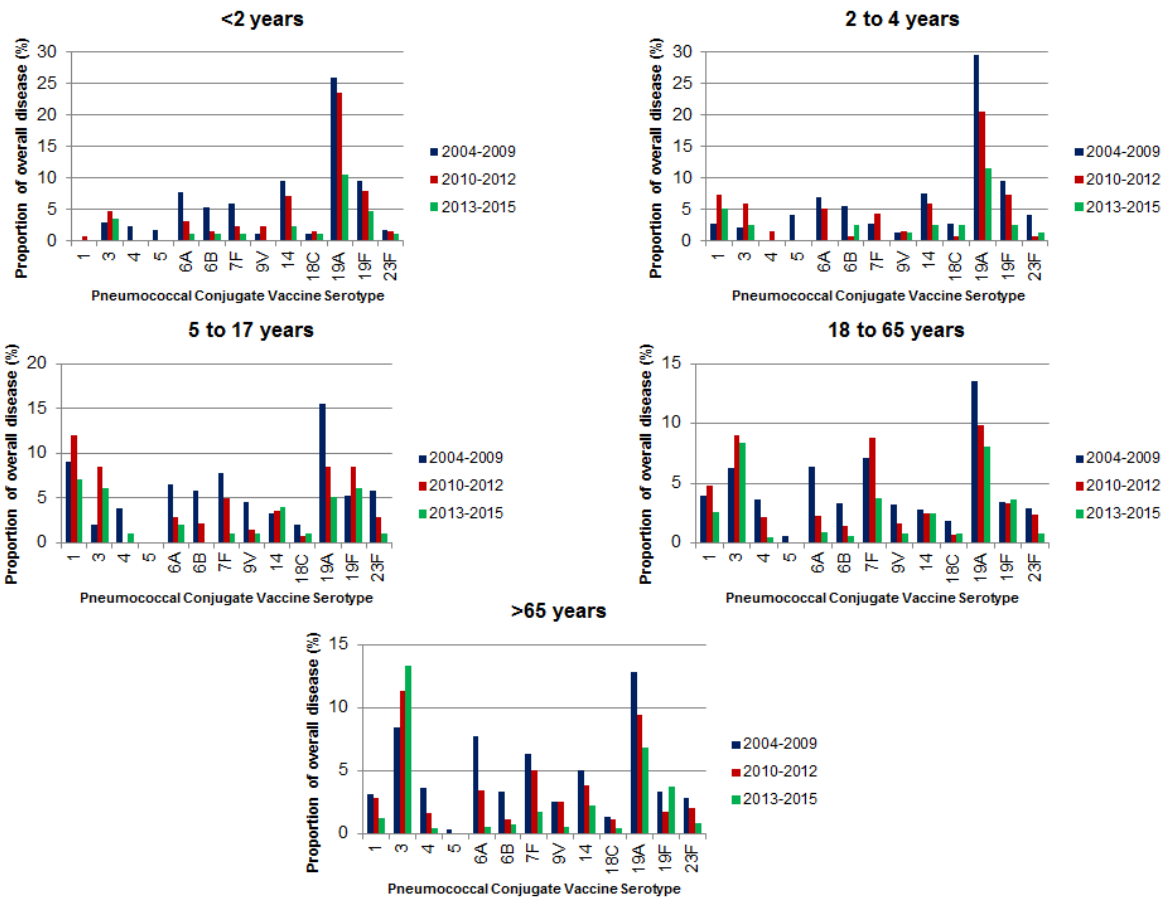 <2 years
Proportion of overall disease (%)
30
25
20
15
10
5
0
1 3 4 5 6A 6B 7F 9V 14 18C 19A 19F 23F
Pneumococcal Conjugate Vaccine Serotype
2004-2009
2010-2012
2013-2015
2 to 4 years
Proportion of overall disease (%)
30
25
20
15
10
5
0
1 3 4 5 6A 6B 7F 9V 14 18C 19A 19F 23F
Pneumococcal Conjugate Vaccine Serotype
2004-2009
2010-2012
2013-2015
5 to 17 years
Proportion of overall disease (%)
20
15
10
5
0
1 3 4 5 6A 6B 7F 9V 14 18C 19A 19F 23F
Pneumococcal Conjugate Vaccine Serotype
2004-2009
2010-2012
2013-2015
18 to 65 years
Proportion of overall disease (%)
15
10
5
0
1 3 4 5 6A 6B 7F 9V 14 18C 19A 19F 23F
Pneumococcal Conjugate Vaccine Serotype
2004-2009
2010-2012
2013-2015
>65 years
Proportion of overall disease (%)
15
10
5
0
1 3 4 5 6A 6B 7F 9V 14 18C 19A 19F 23F
Pneumococcal Conjugate Vaccine Serotype
2004-2009
2010-2012
2013-2015